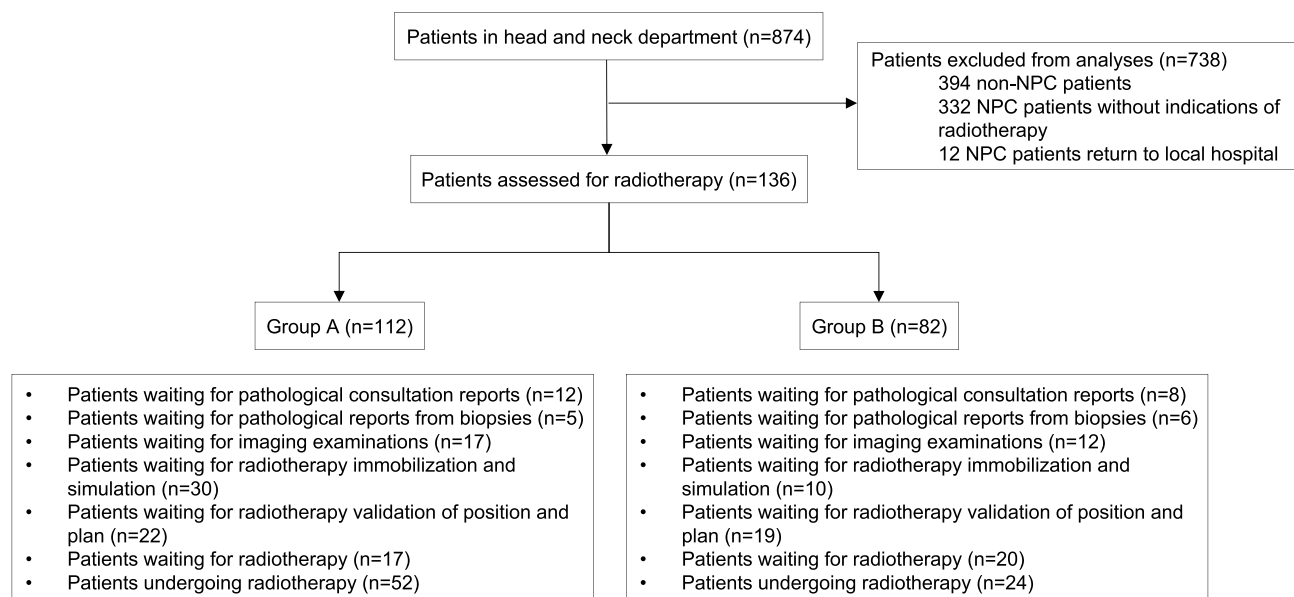 Patients in head and neck department (n=874)
Patients excluded from analyses (n=738)
394 non-NPC patients
332 NPC patients without indications of
radiotherapy
12 NPC patients return to local hospital
Patients assessed for radiotherapy (n=136)
Group A (n=112)
Group B (n=82)
• Patients waiting for pathological consultation reports (n=12)
• Patients waiting for pathological reports from biopsies (n=5)
• Patients waiting for imaging examinations (n=17)
• Patients waiting for radiotherapy immobilization and
simulation (n=30)
• Patients waiting for radiotherapy validation of position and
plan (n=22)
• Patients waiting for radiotherapy (n=17)
• Patients undergoing radiotherapy (n=52)
• Patients waiting for pathological consultation reports (n=8)
• Patients waiting for pathological reports from biopsies (n=6)
• Patients waiting for imaging examinations (n=12)
• Patients waiting for radiotherapy immobilization and
simulation (n=10)
• Patients waiting for radiotherapy validation of position and
plan (n=19)
• Patients waiting for radiotherapy (n=20)
• Patients undergoing radiotherapy (n=24)